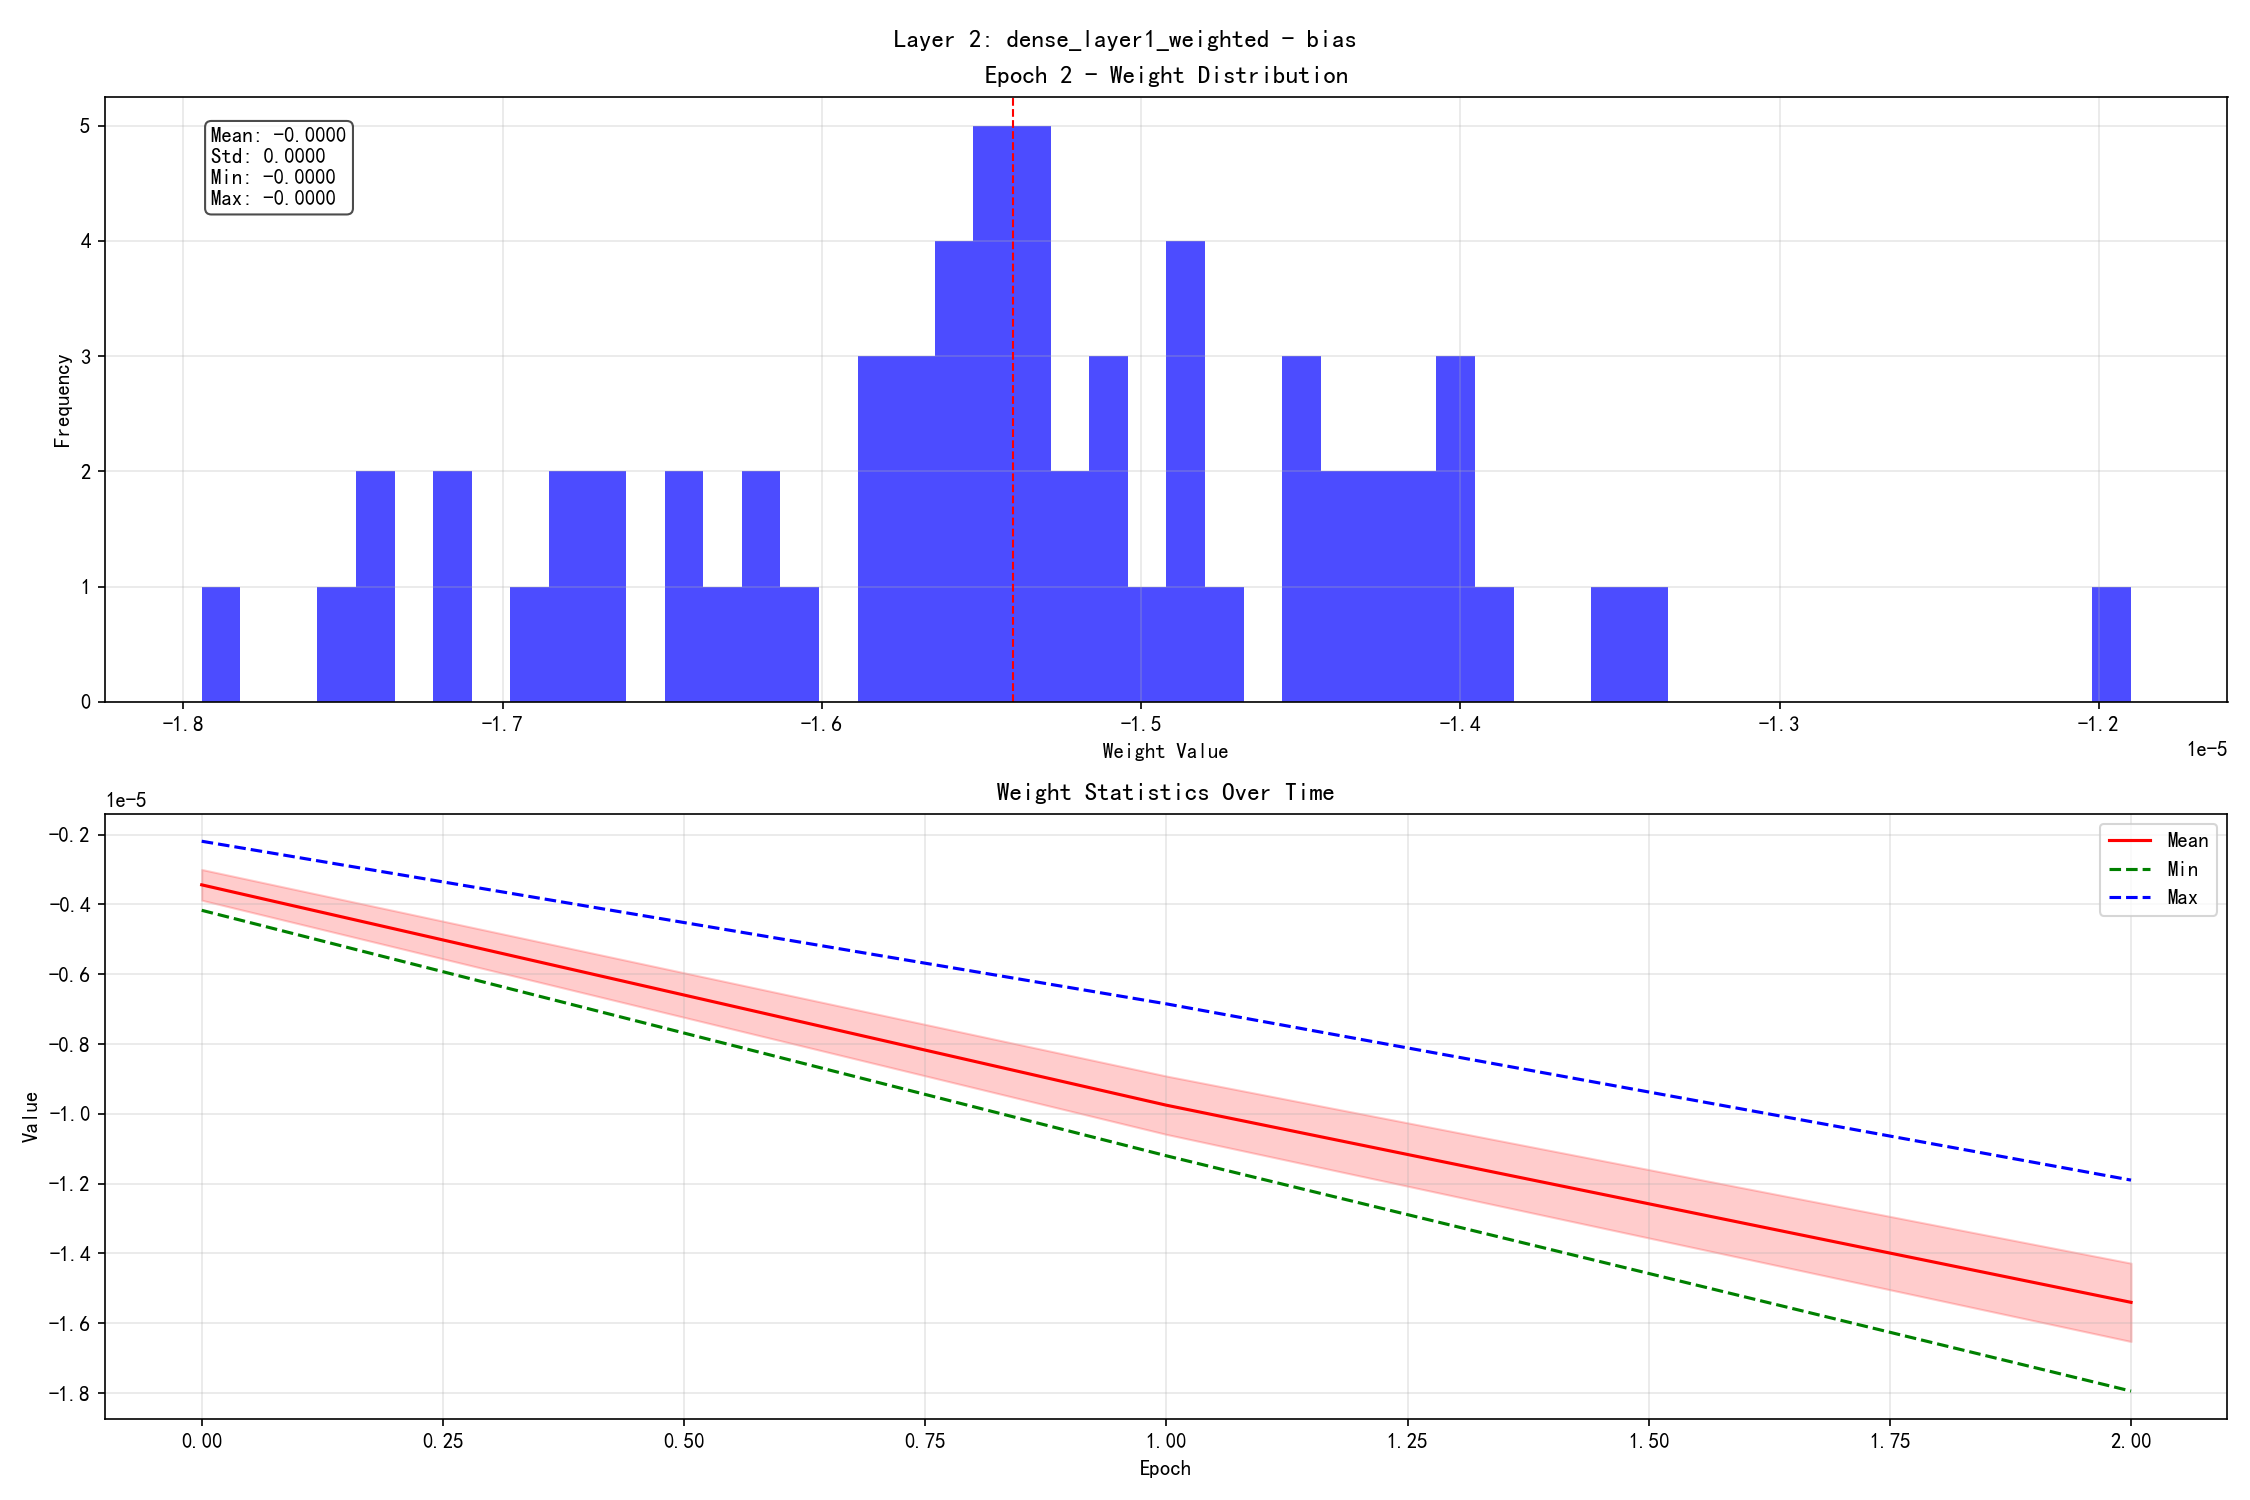 Layer 2: dense_layer1_weighted - bias
Epoch 2 - Weight Distribution
Mean: -0.0000
Std: 0.0000
Min: -0.0000
Max: -0.0000
5
4
3
2
1
0
Frequency
-1.8 -1.7 -1.6 -1.5 -1.4 -1.3 -1.2
Weight Value
1e-5
Weight Statistics Over Time
1e-5
Mean
Min
Max
-0.2
-0.4
-0.6
-0.8
-1.0
-1.2
-1.4
-1.6
-1.8
Value
0.00 0.25 0.50 0.75 1.00 1.25 1.50 1.75 2.00
Epoch